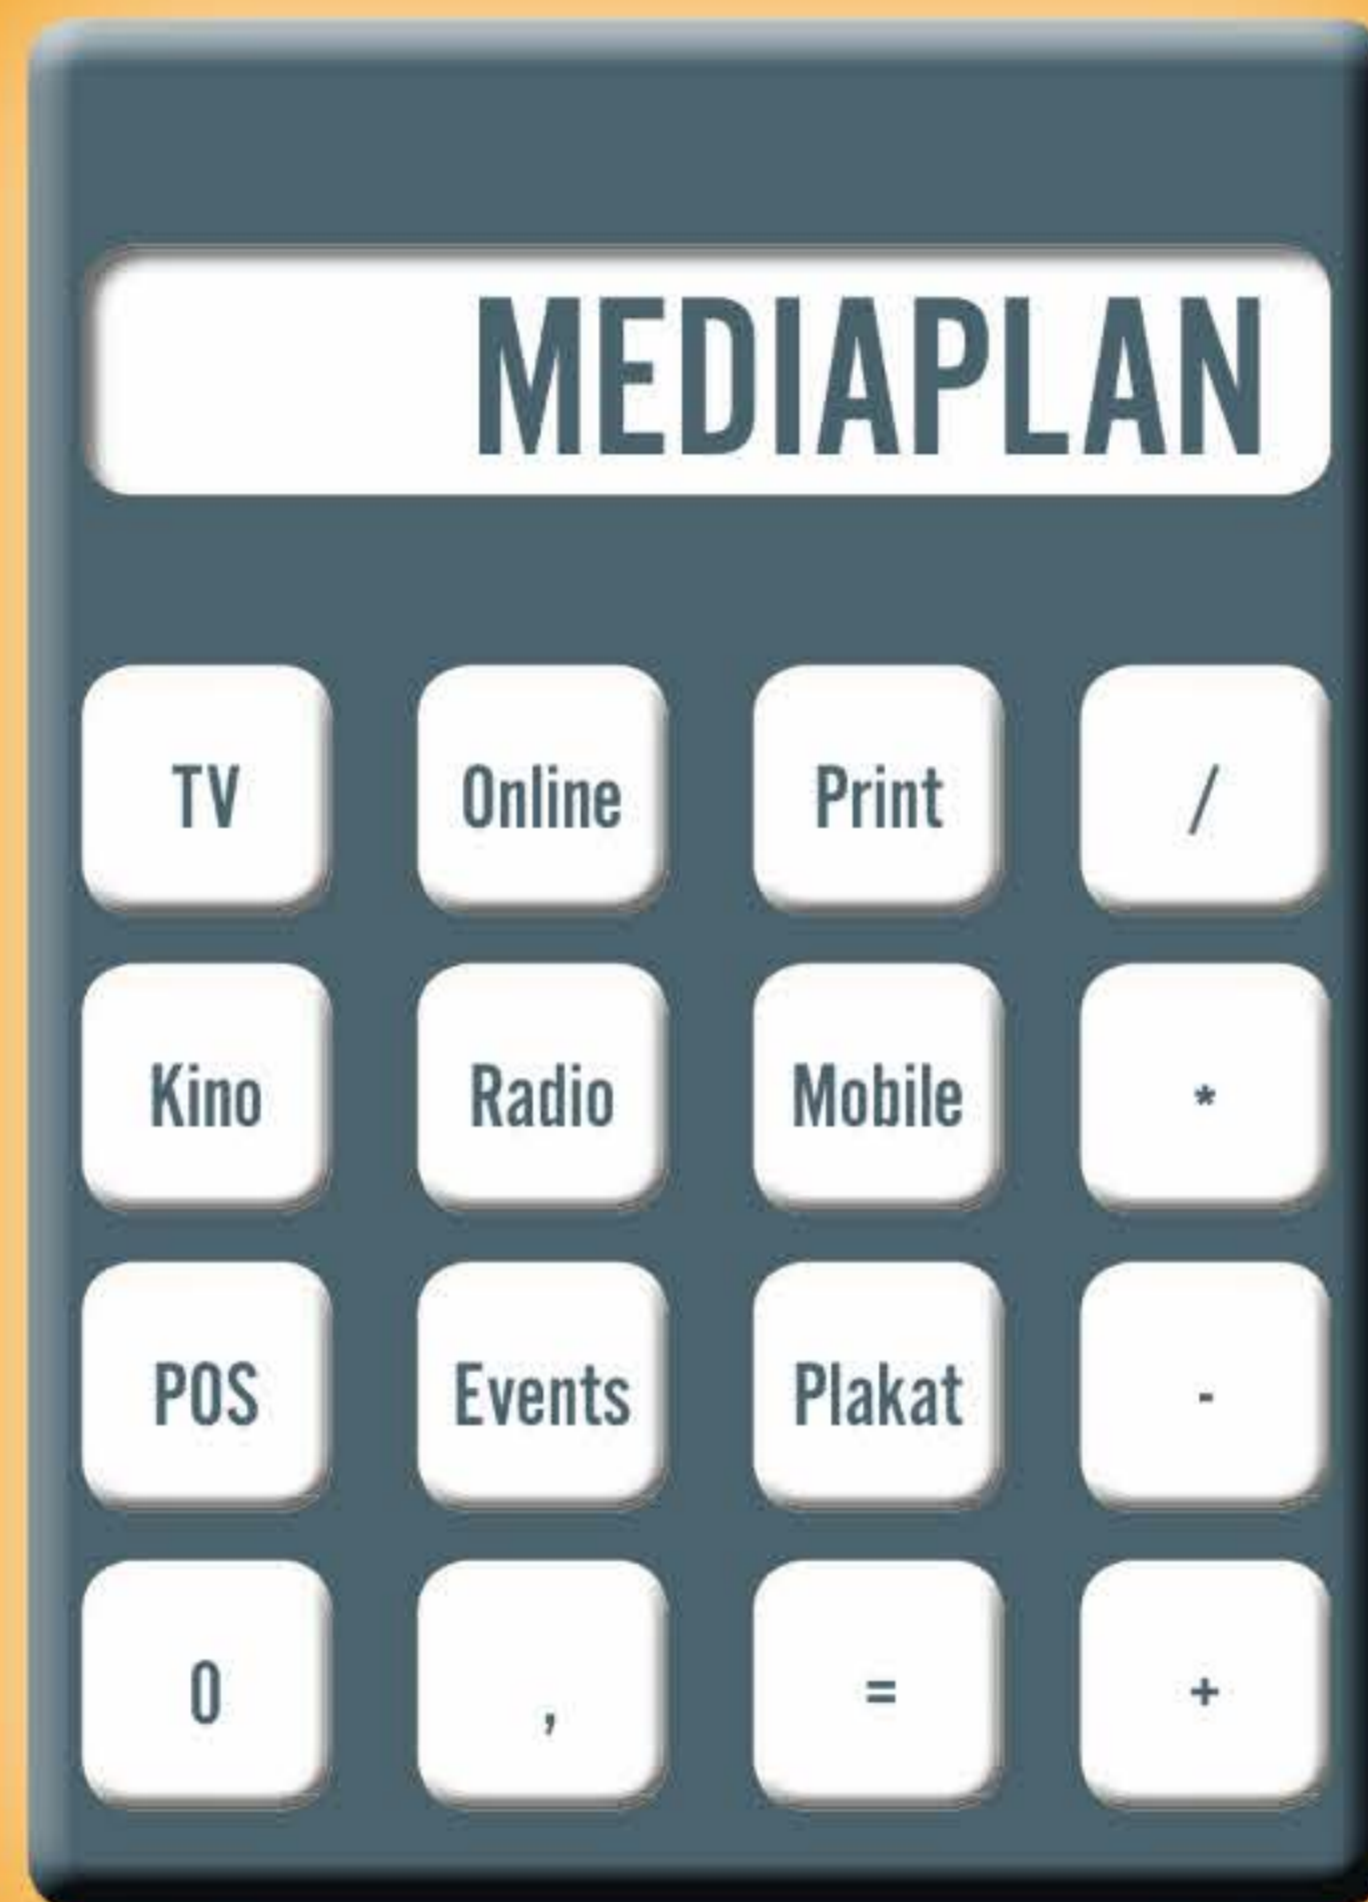 MEDIAPLAN
TV Online Print /
Kino Radio Mobile *
POS Events Plakat -
0 , = +